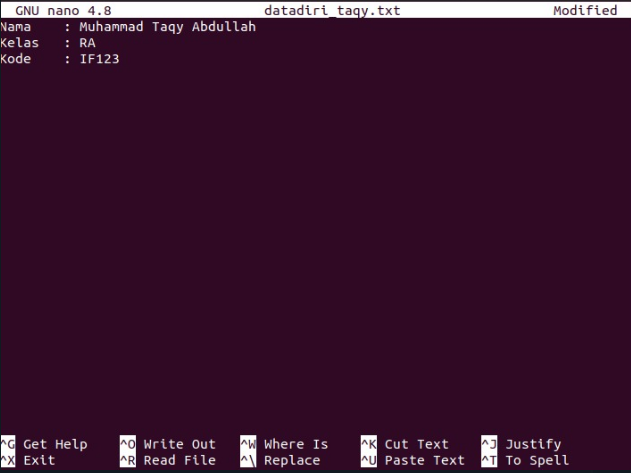 GNU nano 4.8 datadiri_taqy.txt Modified
Nama : Muhammad Taqy Abdullah
Kelas : RA
Kode : IF123
^G Get Help ^O Write Out ^W Where Is ^K Cut Text ^J Justify
^X Exit ^R Read File ^\ Replace ^U Paste Text ^T To Spell